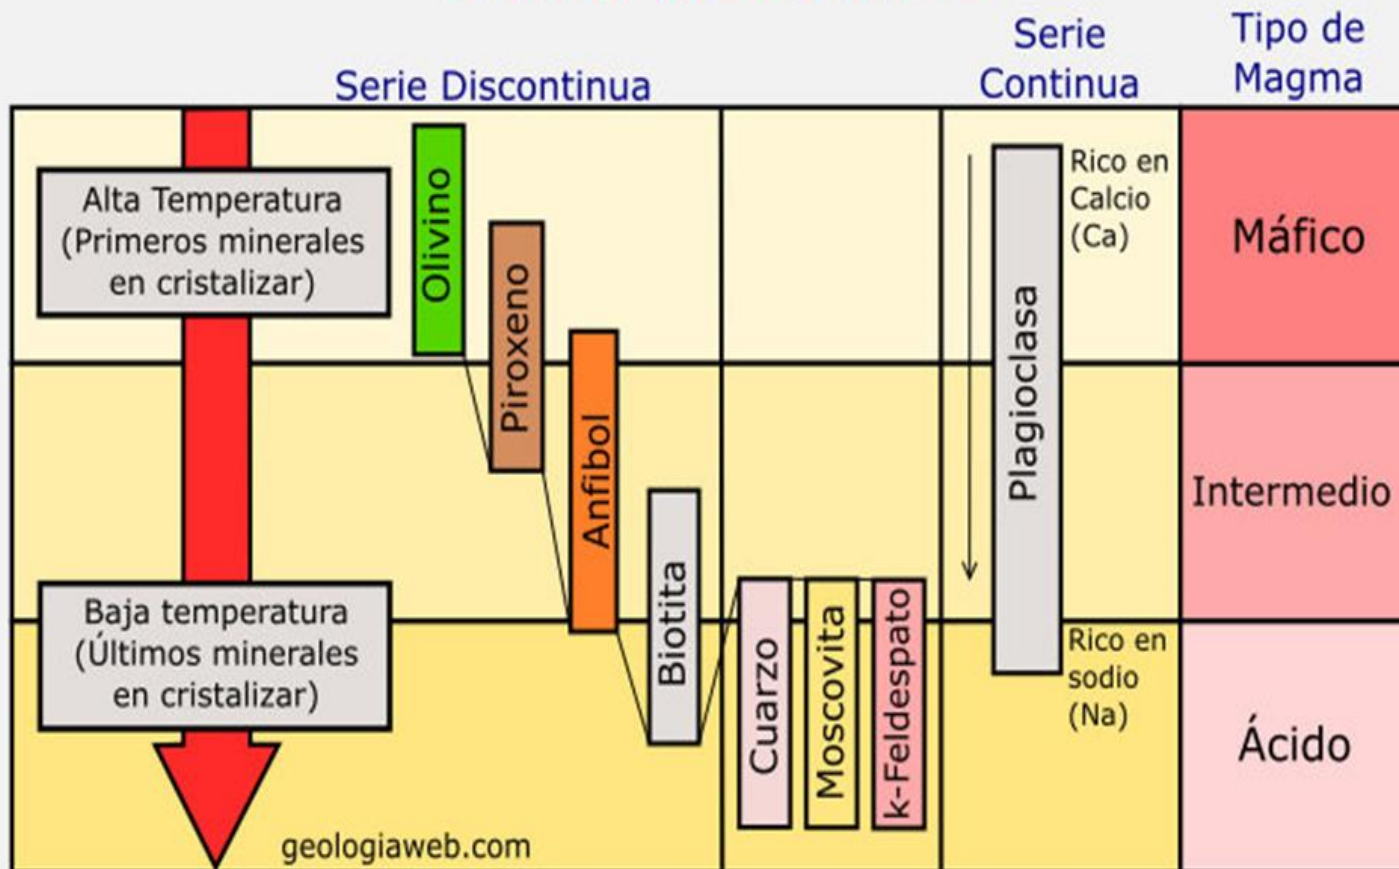 Serie Discontinua
Serie
Continua
Tipo de
Magma
Alta Temperatura
(Primeros minerales
en cristalizar)
Olivino
Piroxeno
Anfibol
Biotita
Cuarzo
Moscovita
k-Feldespato
Plagioclasa
Rico en
Calcio
(Ca)
Rico en
sodio
(Na)
Máfico
Intermedio
Ácido
Baja temperatura
(Últimos minerales
en cristalizar)
geologiaweb.com